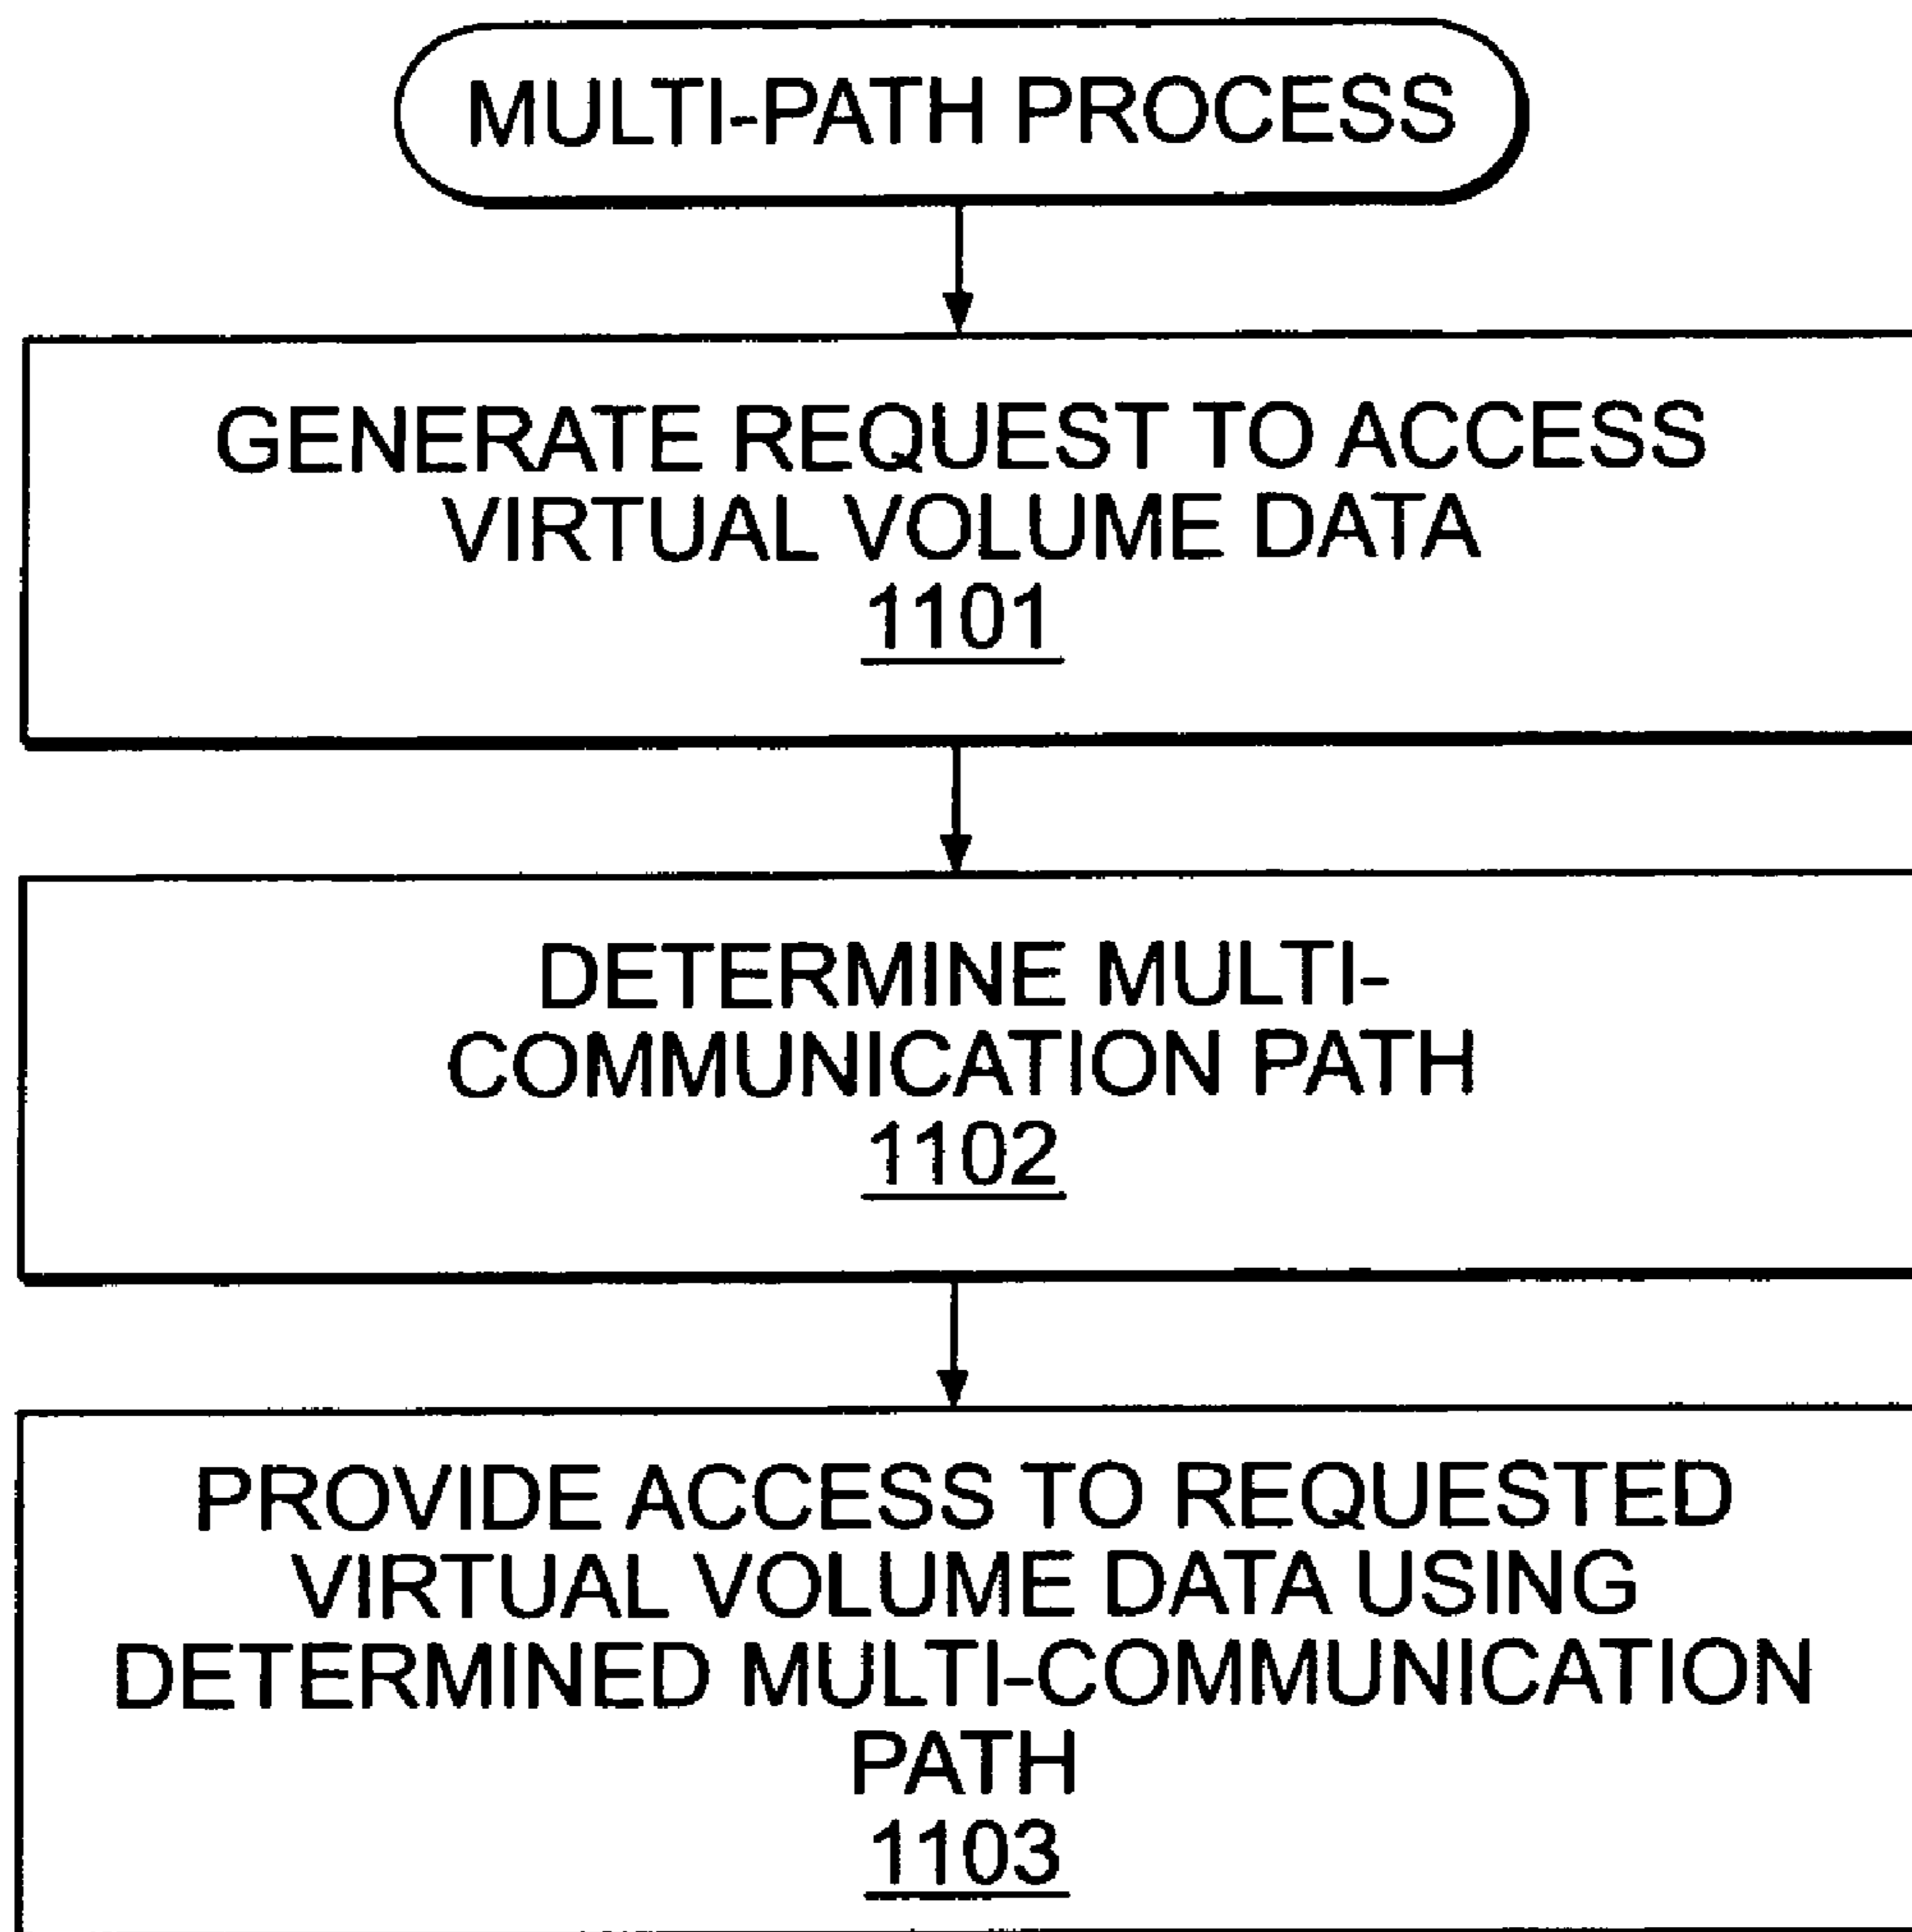 MULTI-PATH PROCESS
GENERATE REQUEST TO ACCESS
VIRTUAL VOLUME DATA
1101
DETERMINE MULTI-
COMMUNICATION PATH
1102
PROVIDE ACCESS TO REQUESTED
VIRTUAL VOLUME DATA USING
DETERMINED MULTI-COMMUNICATION
PATH
1103